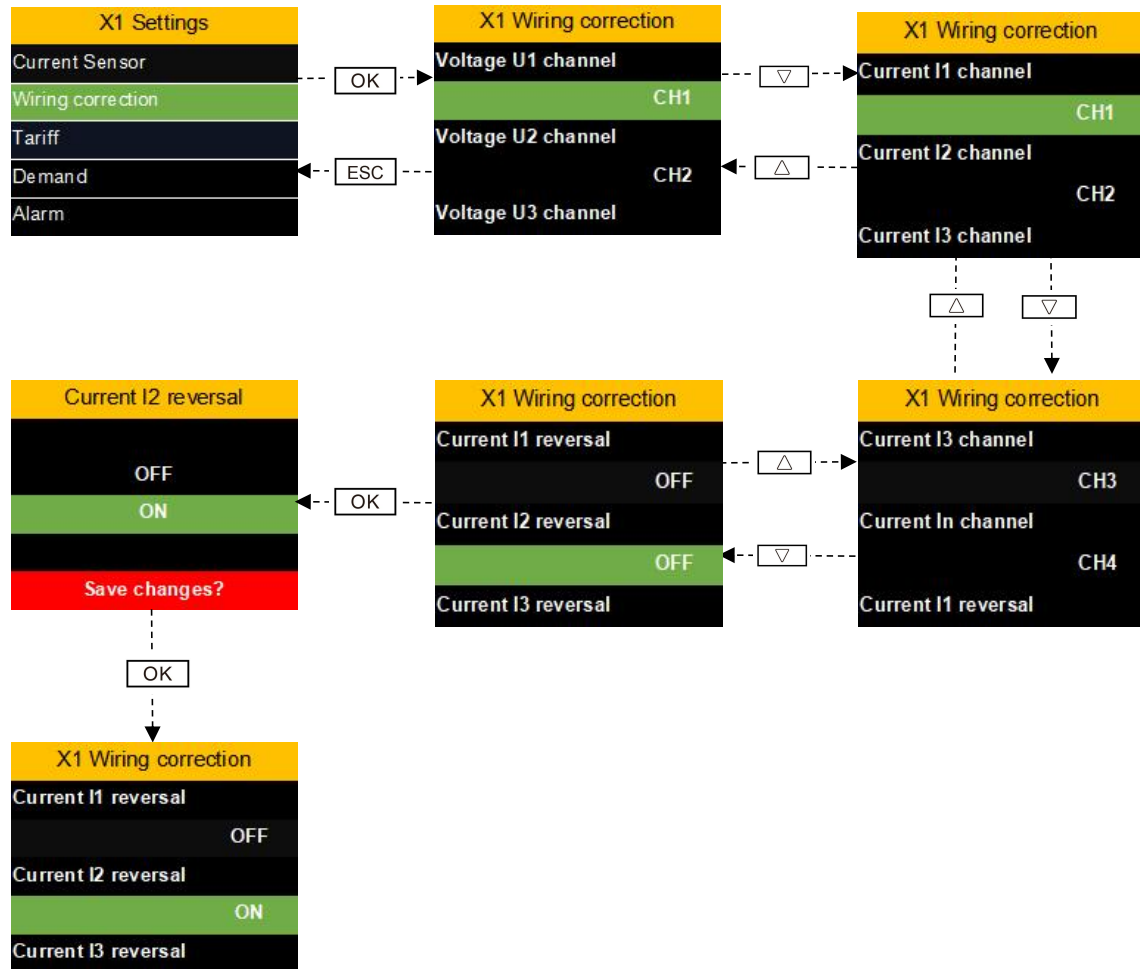 X1 Settings
Current Sensor
Wiring correction
Tariff
Demand
Alarm
OK
ESC
X1 Wiring correction
Voltage U1 channel
CH1
Voltage U2 channel
CH2
Voltage U3 channel
X1 Wiring correction
Current I1 channel
CH1
Current I2 channel
CH2
Current I3 channel
X1 Wiring correction
Current I3 channel
CH3
Current In channel
CH4
Current I1 reversal
X1 Wiring correction
Current I1 reversal
OFF
Current I2 reversal
OFF
Current I3 reversal
OK
Current I2 reversal
OFF
ON
Save changes?
OK
X1 Wiring correction
Current I1 reversal
OFF
Current I2 reversal
ON
Current I3 reversal